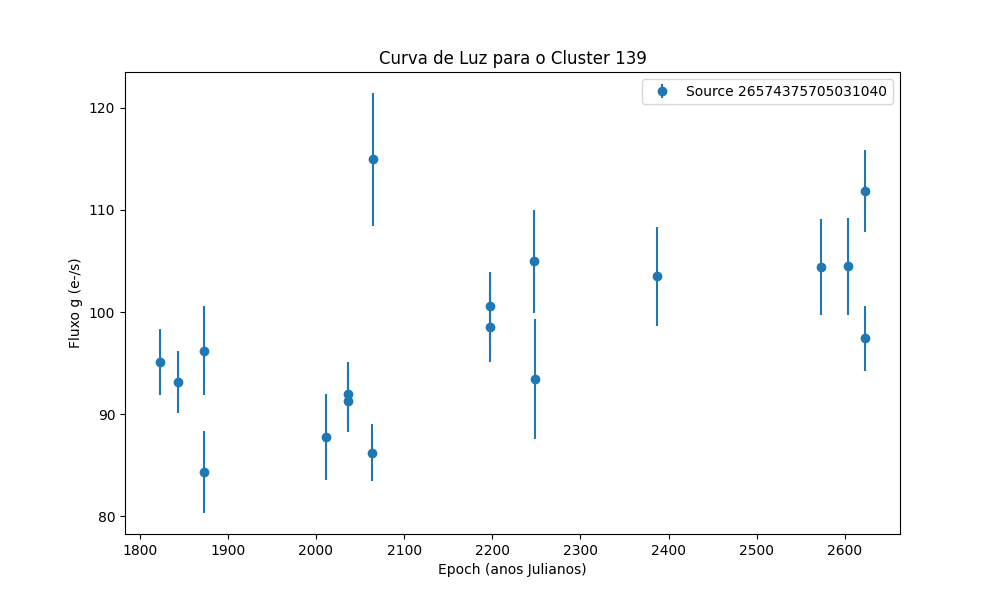 Curva de Luz para o Cluster 139
Source 26574375705031040
Fluxo g (e-/s)
120
110
100
90
80
1800 1900 2000 2100 2200 2300 2400 2500 2600
Epoch (anos Julianos)